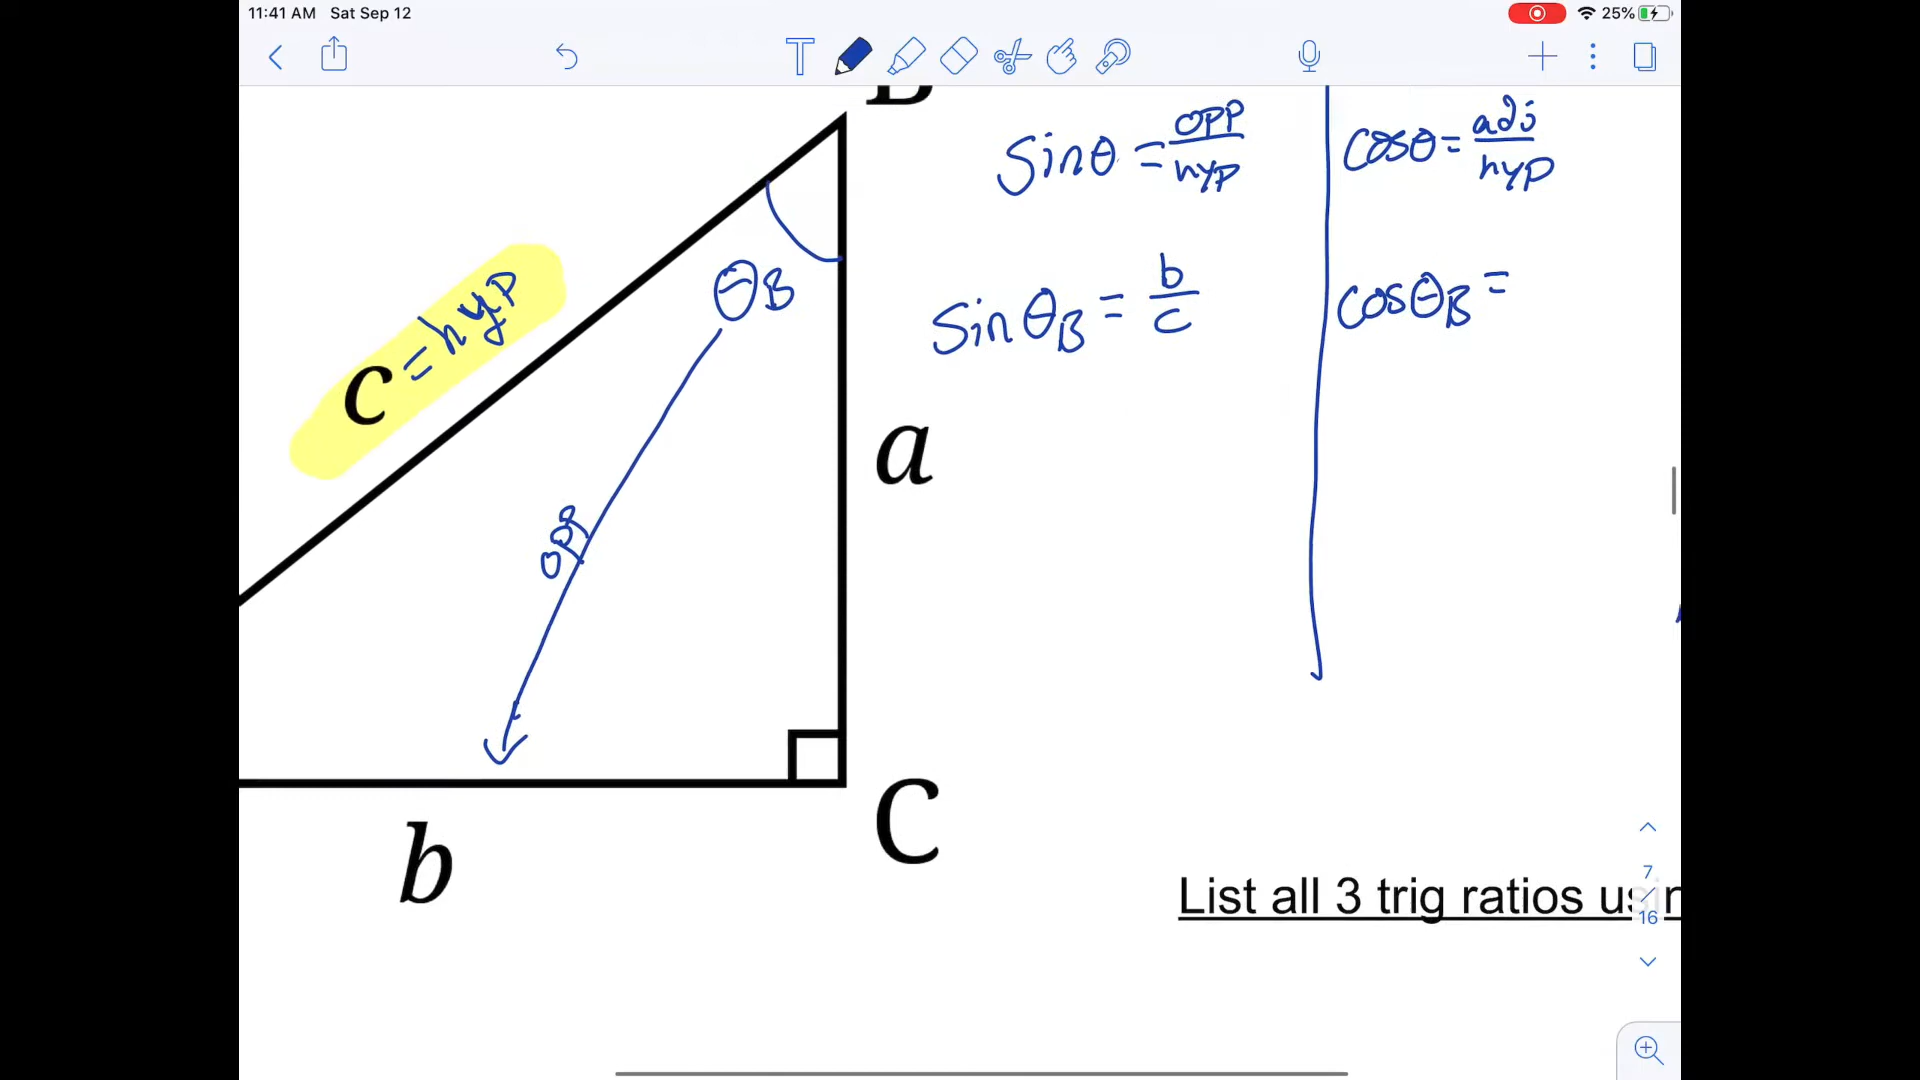 11:41 AM Sat Sep 12
25%
T
B
sinθ = opp/hyp
cosθ = adj/hyp
c = hyp
θB
sin θB = b/c
cosθB =
a
opp
C
b
List all 3 trig ratios usin
7
16